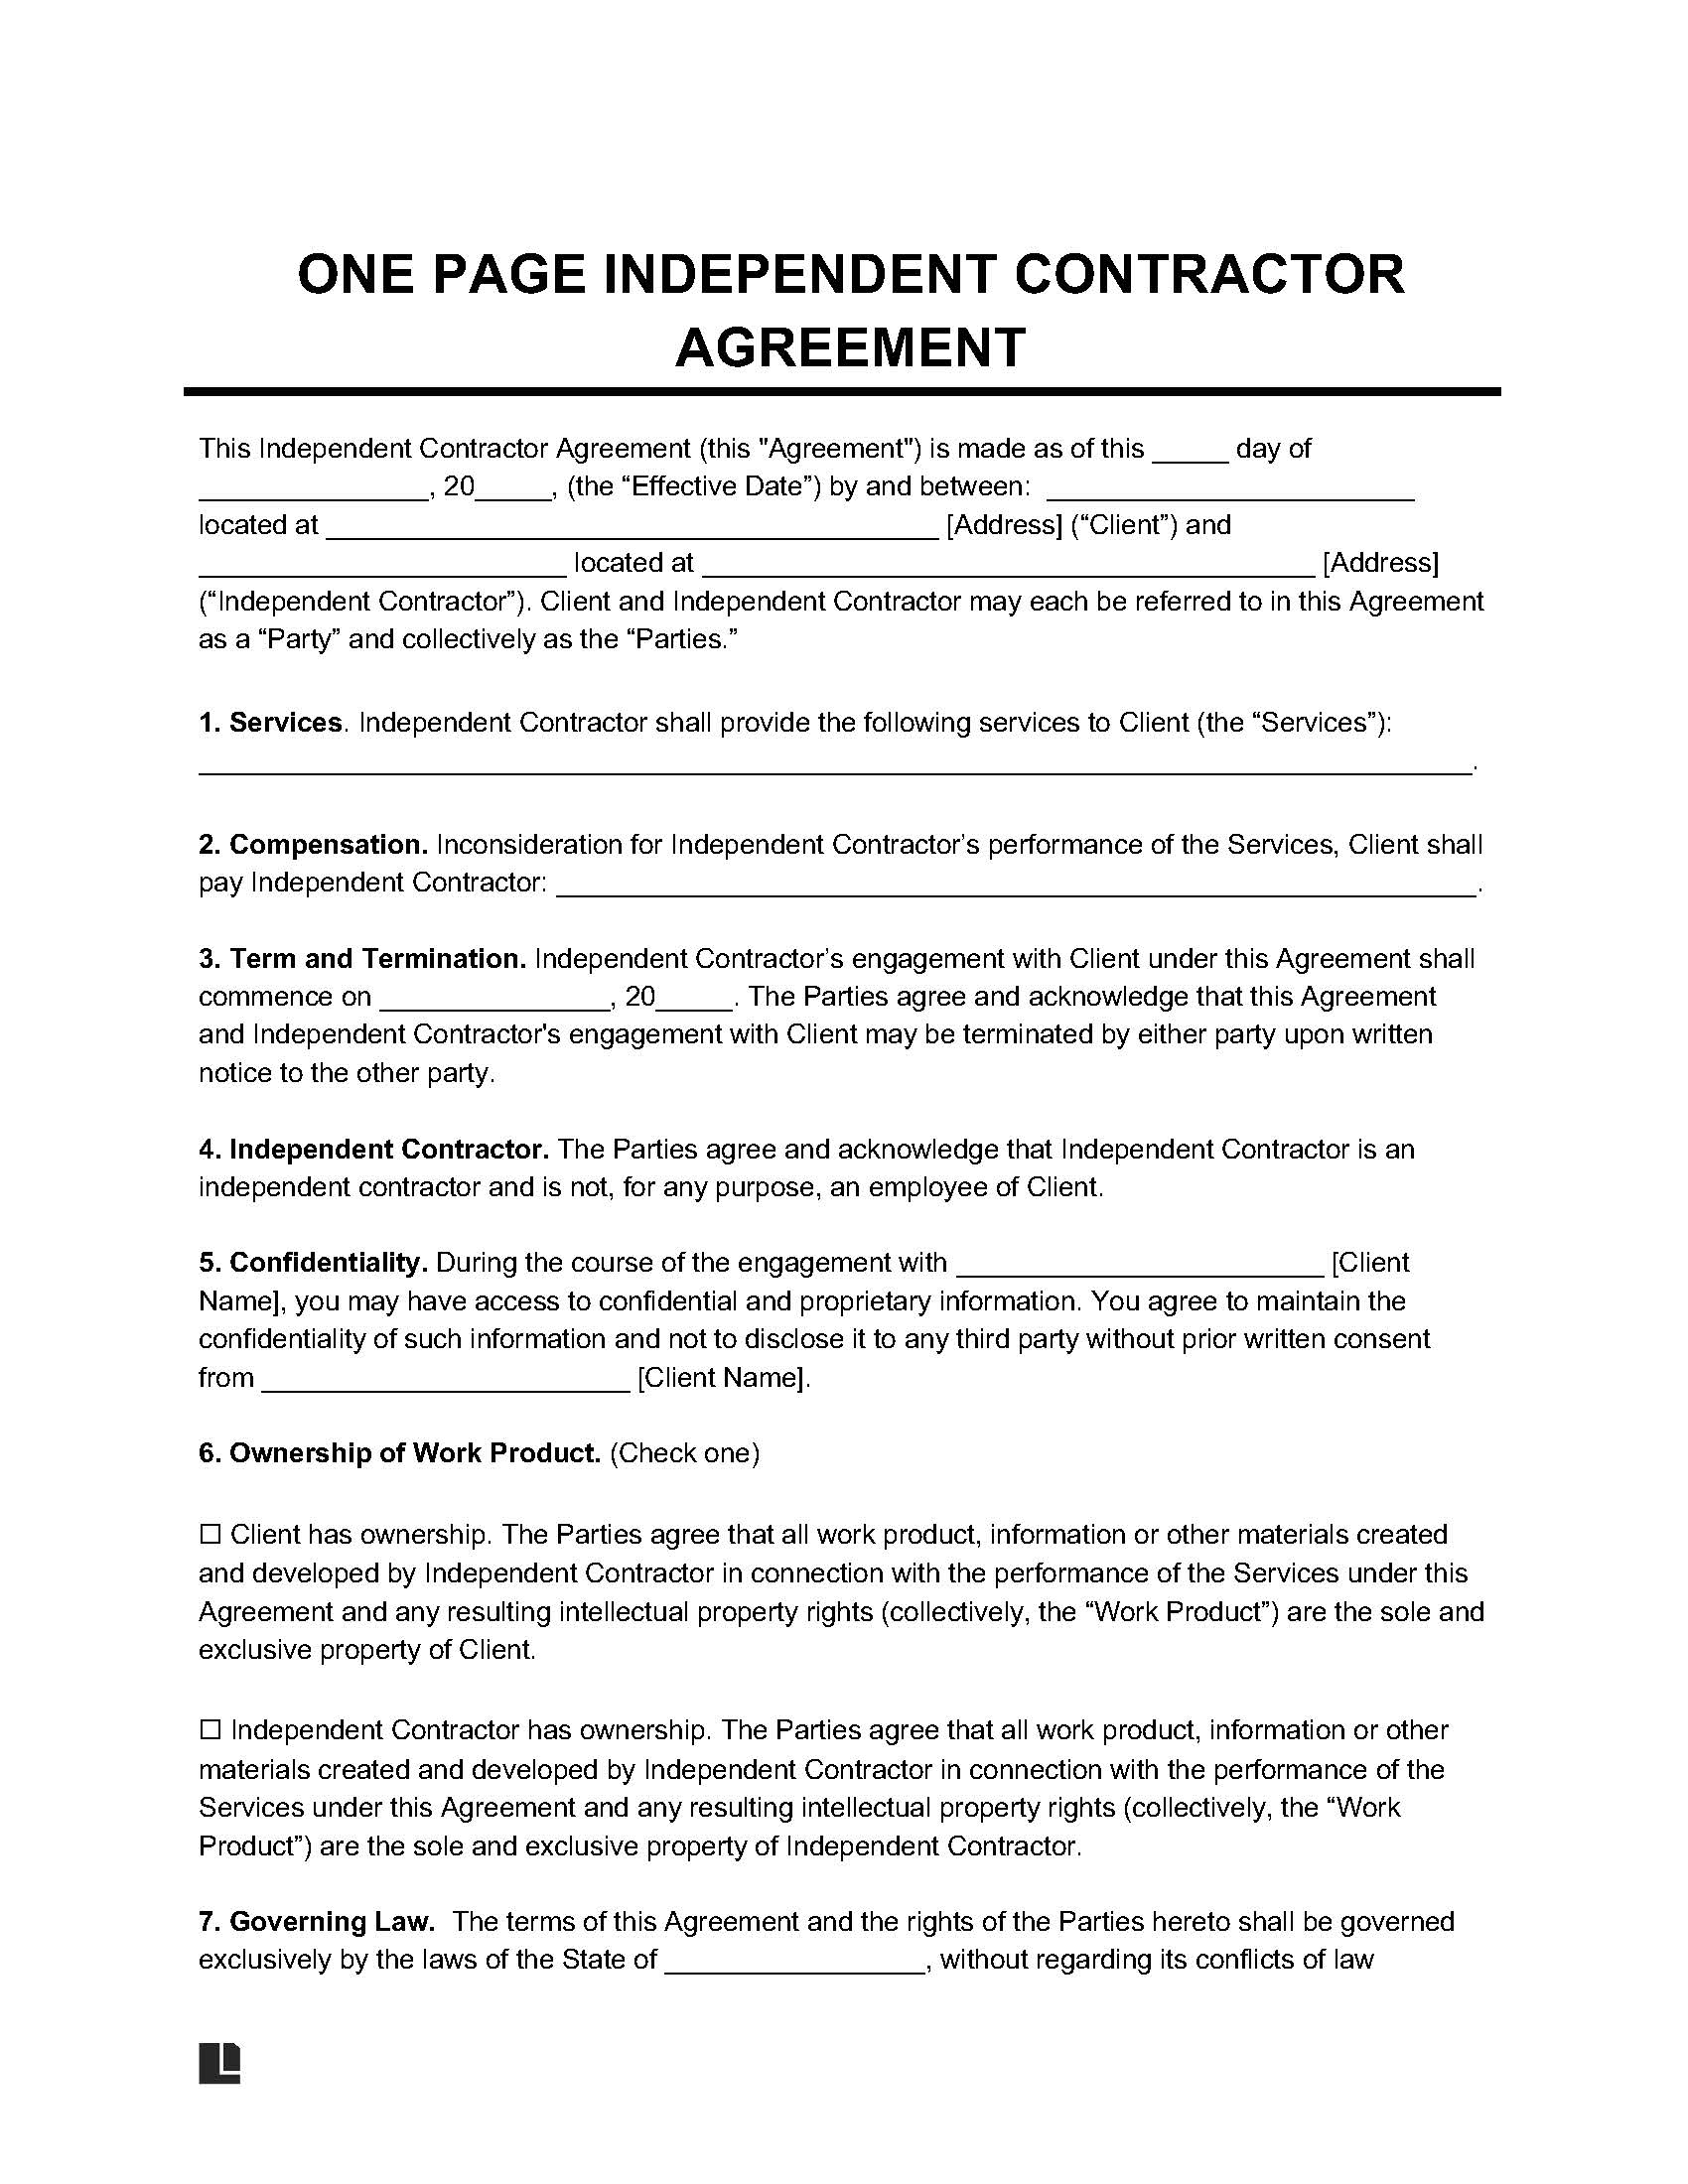 ONE PAGE INDEPENDENT CONTRACTOR
AGREEMENT
This Independent Contractor Agreement (this "Agreement") is made as of this _____ day of
_______________, 20_____, (the “Effective Date”) by and between:  ________________________
located at ________________________________________ [Address] (“Client”) and
________________________ located at ________________________________________ [Address]
(“Independent Contractor”). Client and Independent Contractor may each be referred to in this Agreement
as a “Party” and collectively as the “Parties.”
1. Services. Independent Contractor shall provide the following services to Client (the “Services”):
___________________________________________________________________________________.
2. Compensation. Inconsideration for Independent Contractor’s performance of the Services, Client shall
pay Independent Contractor: ____________________________________________________________.
3. Term and Termination. Independent Contractor’s engagement with Client under this Agreement shall
commence on _______________, 20_____. The Parties agree and acknowledge that this Agreement
and Independent Contractor's engagement with Client may be terminated by either party upon written
notice to the other party.
4. Independent Contractor. The Parties agree and acknowledge that Independent Contractor is an
independent contractor and is not, for any purpose, an employee of Client.
5. Confidentiality. During the course of the engagement with ________________________ [Client
Name], you may have access to confidential and proprietary information. You agree to maintain the
confidentiality of such information and not to disclose it to any third party without prior written consent
from ________________________ [Client Name].
6. Ownership of Work Product. (Check one)
☐ Client has ownership. The Parties agree that all work product, information or other materials created
and developed by Independent Contractor in connection with the performance of the Services under this
Agreement and any resulting intellectual property rights (collectively, the “Work Product”) are the sole and
exclusive property of Client.
☐ Independent Contractor has ownership. The Parties agree that all work product, information or other
materials created and developed by Independent Contractor in connection with the performance of the
Services under this Agreement and any resulting intellectual property rights (collectively, the “Work
Product”) are the sole and exclusive property of Independent Contractor.
7. Governing Law.  The terms of this Agreement and the rights of the Parties hereto shall be governed
exclusively by the laws of the State of _________________, without regarding its conflicts of law